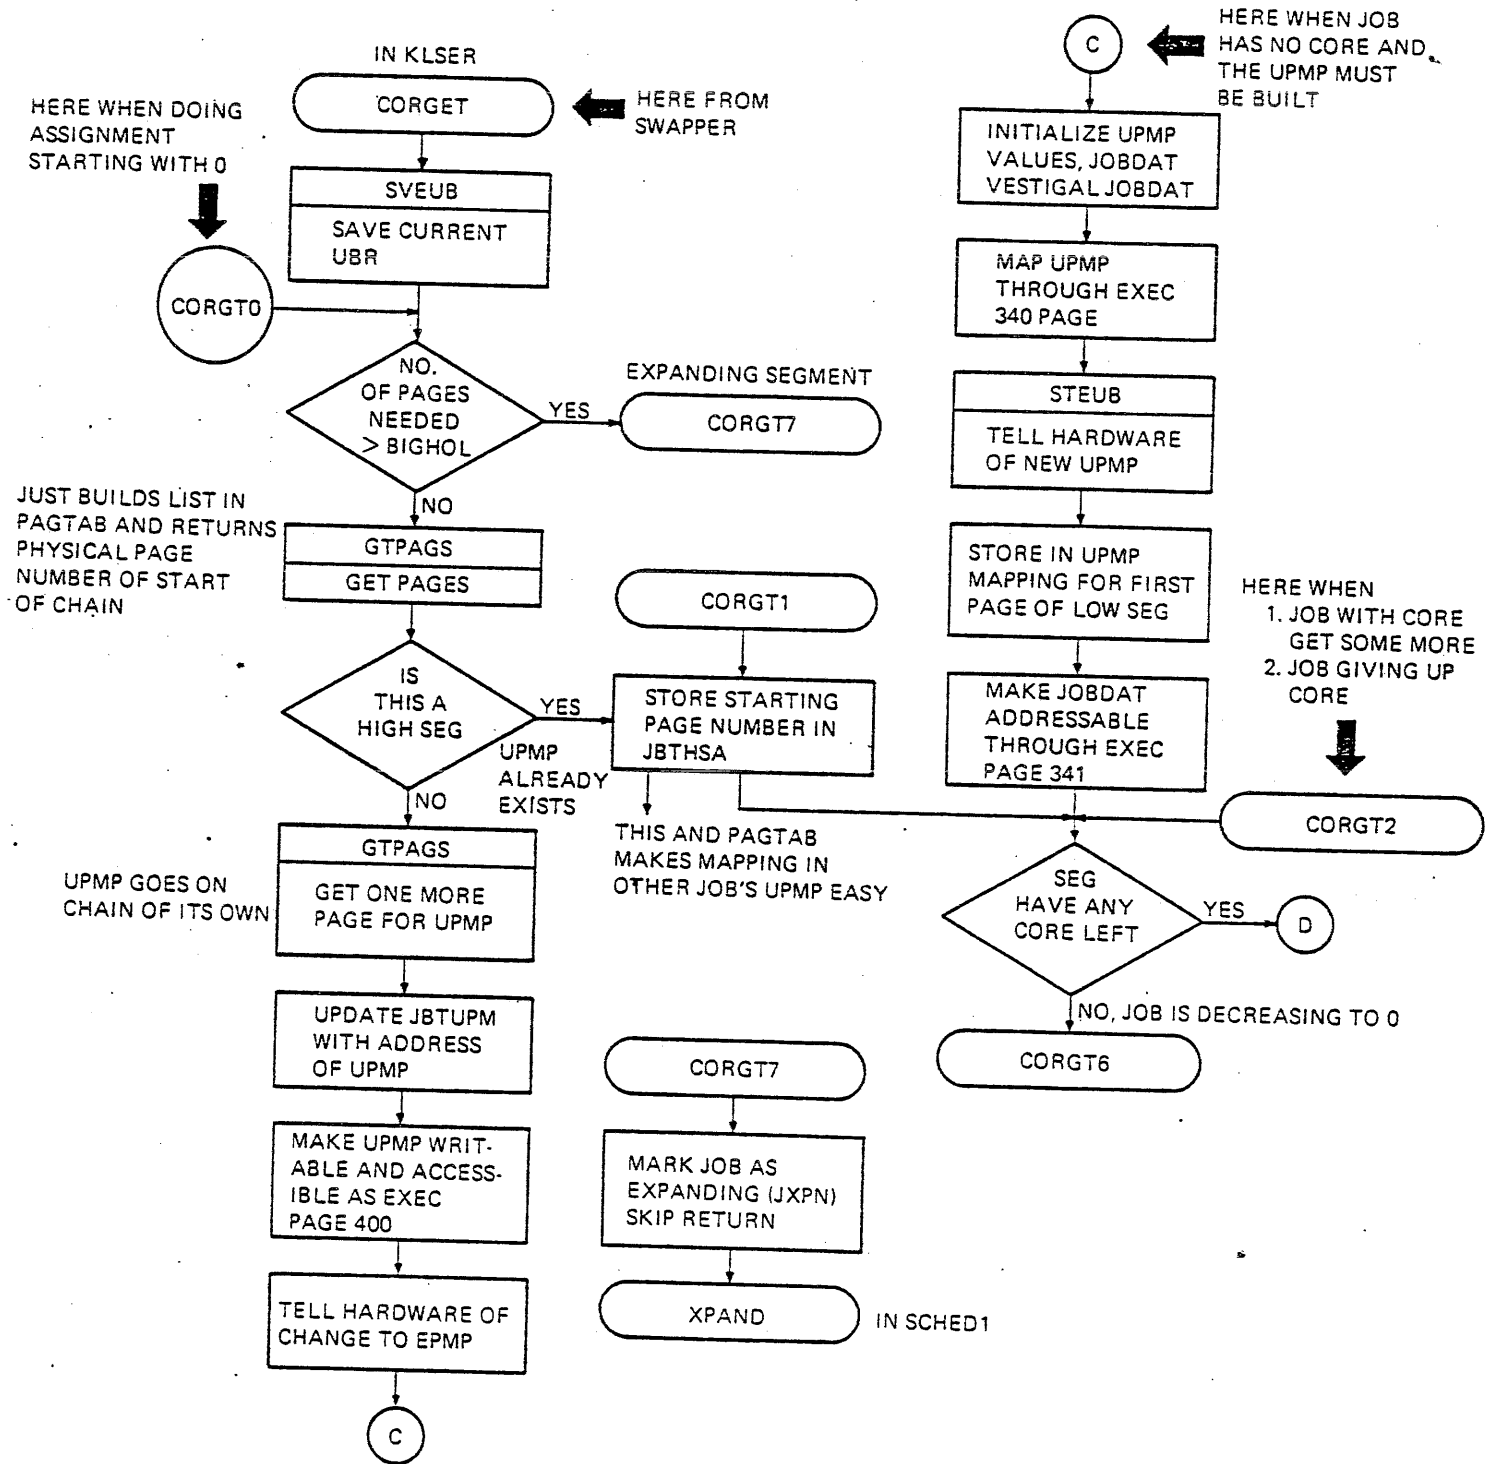 IN KLSER
CORGET
HERE FROM
SWAPPER
HERE WHEN DOING
ASSIGNMENT
STARTING WITH 0
SVEUB
SAVE CURRENT
UBR
CORGT0
NO.
OF PAGES
NEEDED
> BIGHOL
YES
EXPANDING SEGMENT
CORGT7
NO
JUST BUILDS LIST IN
PAGTAB AND RETURNS
PHYSICAL PAGE
NUMBER OF START
OF CHAIN
GTPAGS
GET PAGES
IS
THIS A
HIGH SEG
YES
UPMP
ALREADY
EXISTS
NO
CORGT1
STORE STARTING
PAGE NUMBER IN
JBTHSA
THIS AND PAGTAB
MAKES MAPPING IN
OTHER JOB'S UPMP EASY
UPMP GOES ON
CHAIN OF ITS OWN
GTPAGS
GET ONE MORE
PAGE FOR UPMP
UPDATE JBTUPM
WITH ADDRESS
OF UPMP
MAKE UPMP WRIT-
ABLE AND ACCESS-
IBLE AS EXEC
PAGE 400
TELL HARDWARE OF
CHANGE TO EPMP
C
CORGT7
MARK JOB AS
EXPANDING (JXPN)
SKIP RETURN
XPAND
IN SCHED1
C
HERE WHEN JOB
HAS NO CORE AND
THE UPMP MUST
BE BUILT
INITIALIZE UPMP
VALUES, JOBDAT
VESTIGAL JOBDAT
MAP UPMP
THROUGH EXEC
340 PAGE
STEUB
TELL HARDWARE
OF NEW UPMP
STORE IN UPMP
MAPPING FOR FIRST
PAGE OF LOW SEG
MAKE JOBDAT
ADDRESSABLE
THROUGH EXEC
PAGE 341
HERE WHEN
1. JOB WITH CORE
GET SOME MORE
2. JOB GIVING UP
CORE
CORGT2
SEG
HAVE ANY
CORE LEFT
YES
D
NO, JOB IS DECREASING TO 0
CORGT6